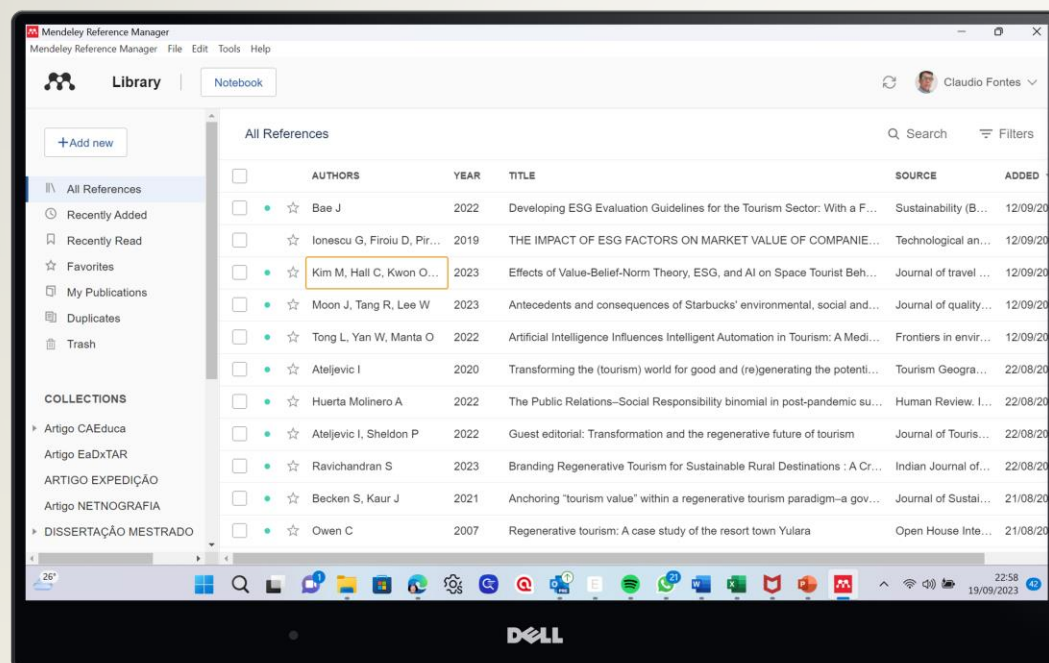 Mendeley Reference Manager
Mendeley Reference Manager File Edit Tools Help
Library Notebook Claudio Fontes
+Add new All References Search Filters
AUTHORS YEAR TITLE SOURCE ADDED
All References
Recently Added
Recently Read
Favorites
My Publications
Duplicates
Trash
COLLECTIONS
Artigo CAEduca
Artigo EaDxTAR
ARTIGO EXPEDIÇÃO
Artigo NETNOGRAFIA
DISSERTAÇÃO MESTRADO
Bae J 2022 Developing ESG Evaluation Guidelines for the Tourism Sector: With a F... Sustainability (B... 12/09/20
Ionescu G, Firoiu D, Pir... 2019 THE IMPACT OF ESG FACTORS ON MARKET VALUE OF COMPANIE... Technological an... 12/09/20
Kim M, Hall C, Kwon O... 2023 Effects of Value-Belief-Norm Theory, ESG, and AI on Space Tourist Beh... Journal of travel ... 12/09/20
Moon J, Tang R, Lee W 2023 Antecedents and consequences of Starbucks' environmental, social and... Journal of quality... 12/09/20
Tong L, Yan W, Manta O 2022 Artificial Intelligence Influences Intelligent Automation in Tourism: A Medi... Frontiers in envir... 12/09/20
Ateljevic I 2020 Transforming the (tourism) world for good and (re)generating the potenti... Tourism Geogra... 22/08/20
Huerta Molinero A 2022 The Public Relations–Social Responsibility binomial in post-pandemic su... Human Review. I... 22/08/20
Ateljevic I, Sheldon P 2022 Guest editorial: Transformation and the regenerative future of tourism Journal of Touris... 22/08/20
Ravichandran S 2023 Branding Regenerative Tourism for Sustainable Rural Destinations : A Cr... Indian Journal of... 22/08/20
Becken S, Kaur J 2021 Anchoring “tourism value” within a regenerative tourism paradigm–a gov... Journal of Sustai... 21/08/20
Owen C 2007 Regenerative tourism: A case study of the resort town Yulara Open House Inte... 21/08/20
26° 1 21 22:58
19/09/2023 42
DELL